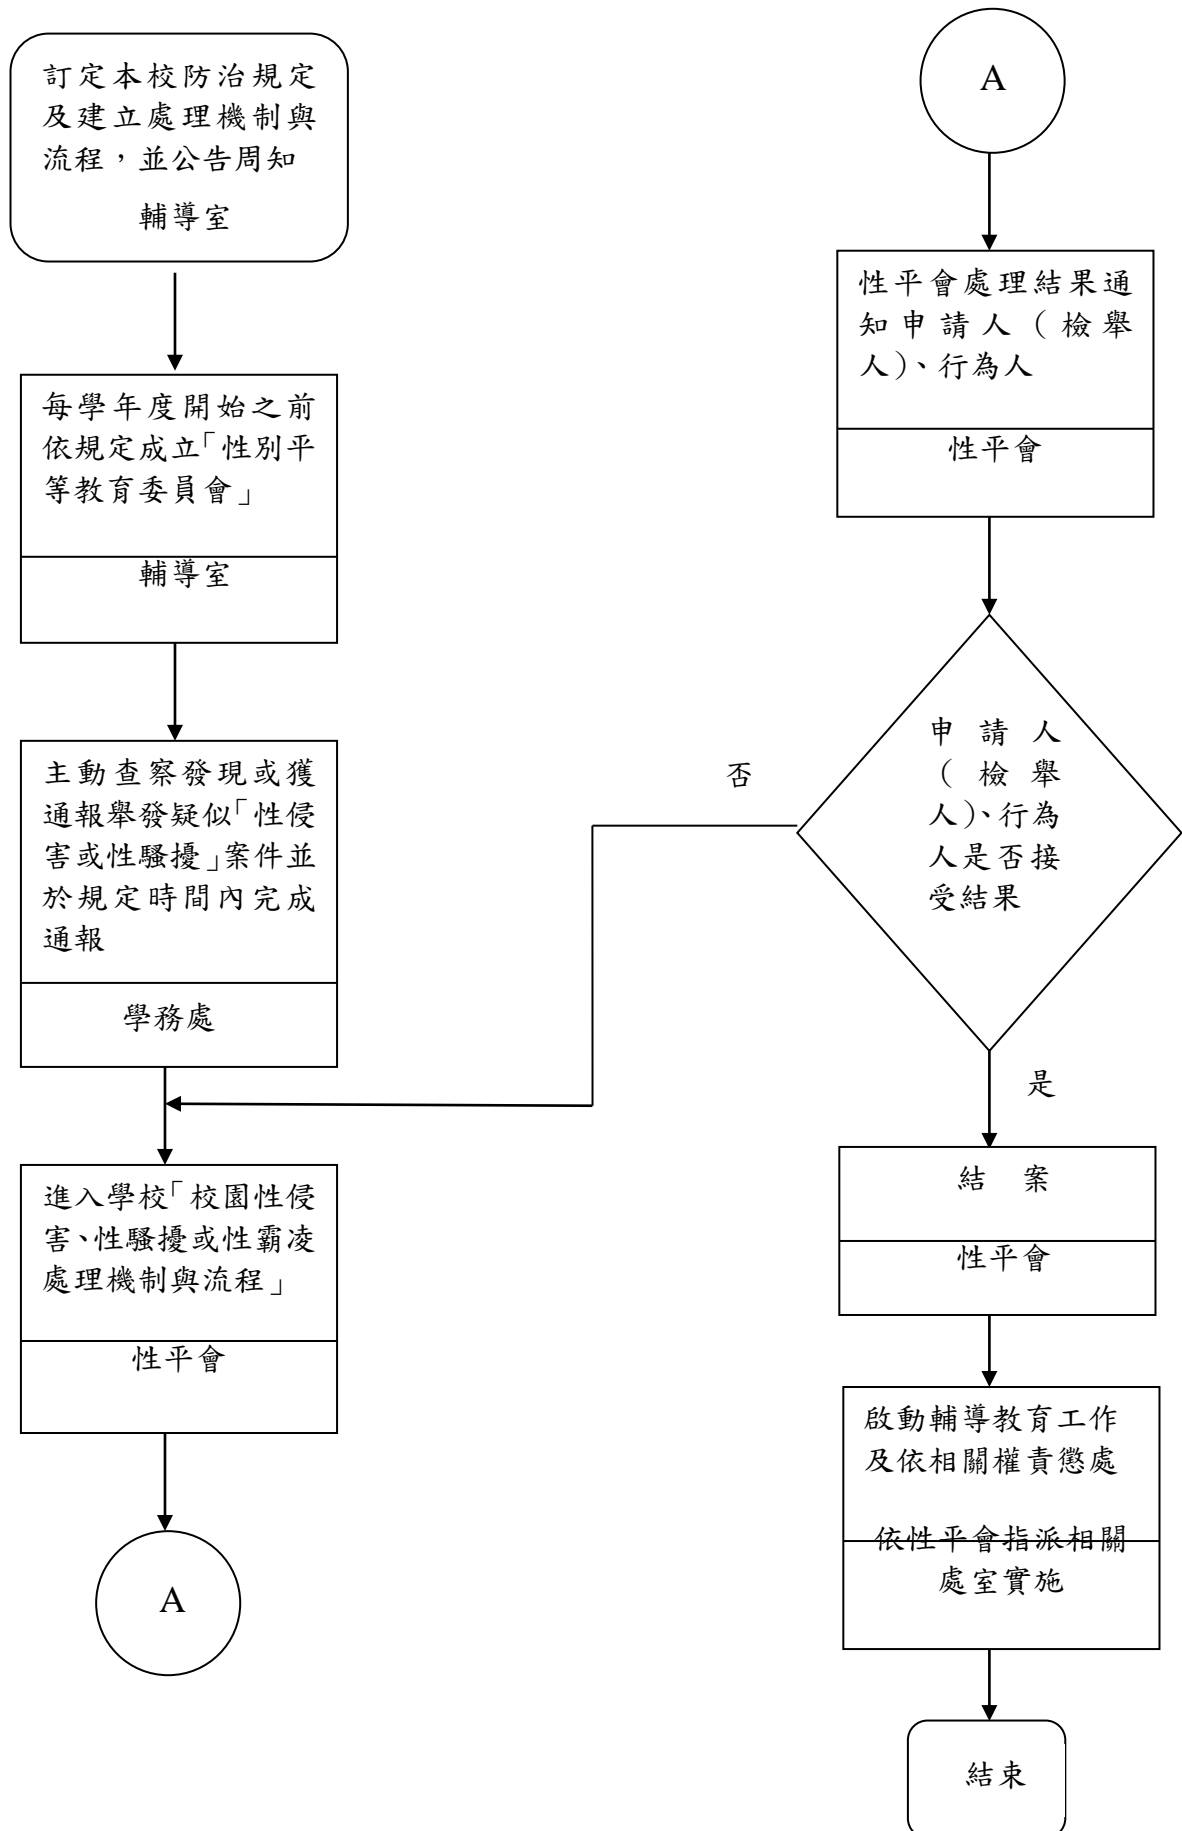 訂定本校防治規定
及建立處理機制與
流程，並公告周知
輔導室
每學年度開始之前
依規定成立「性別平
等教育委員會」
輔導室
主動查察發現或獲
通報舉發疑似「性侵
害或性騷擾」案件並
於規定時間內完成
通報
學務處
進入學校「校園性侵
害、性騷擾或性霸凌
處理機制與流程」
性平會
A
A
性平會處理結果通
知申請人（檢舉
人）、行為人
性平會
申請人
（檢舉
人）、行為
人是否接
受結果
否
是
結 案
性平會
啟動輔導教育工作
及依相關權責懲處
依性平會指派相關
處室實施
結束